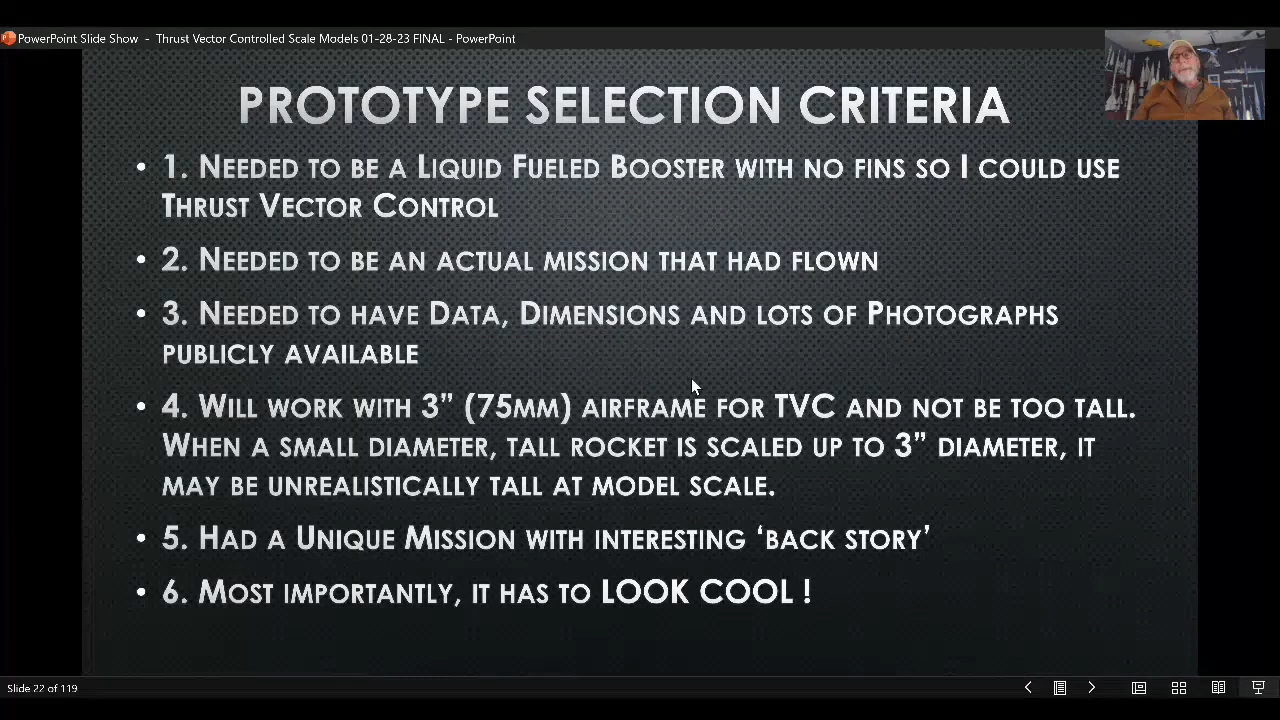 PowerPoint Slide Show - Thrust Vector Controlled Scale Models 01-28-23 FINAL - PowerPoint
PROTOTYPE SELECTION CRITERIA
• 1. Needed to be a Liquid Fueled Booster with no fins so I could use
Thrust Vector Control
• 2. Needed to be an actual mission that had flown
• 3. Needed to have Data, Dimensions and lots of Photographs
publicly available
• 4. Will work with 3” (75mm) airframe for TVC and not be too tall.
When a small diameter, tall rocket is scaled up to 3” diameter, it
may be unrealistically tall at model scale.
• 5. Had a Unique Mission with interesting ‘back story’
• 6. Most importantly, it has to LOOK COOL !
Slide 22 of 119